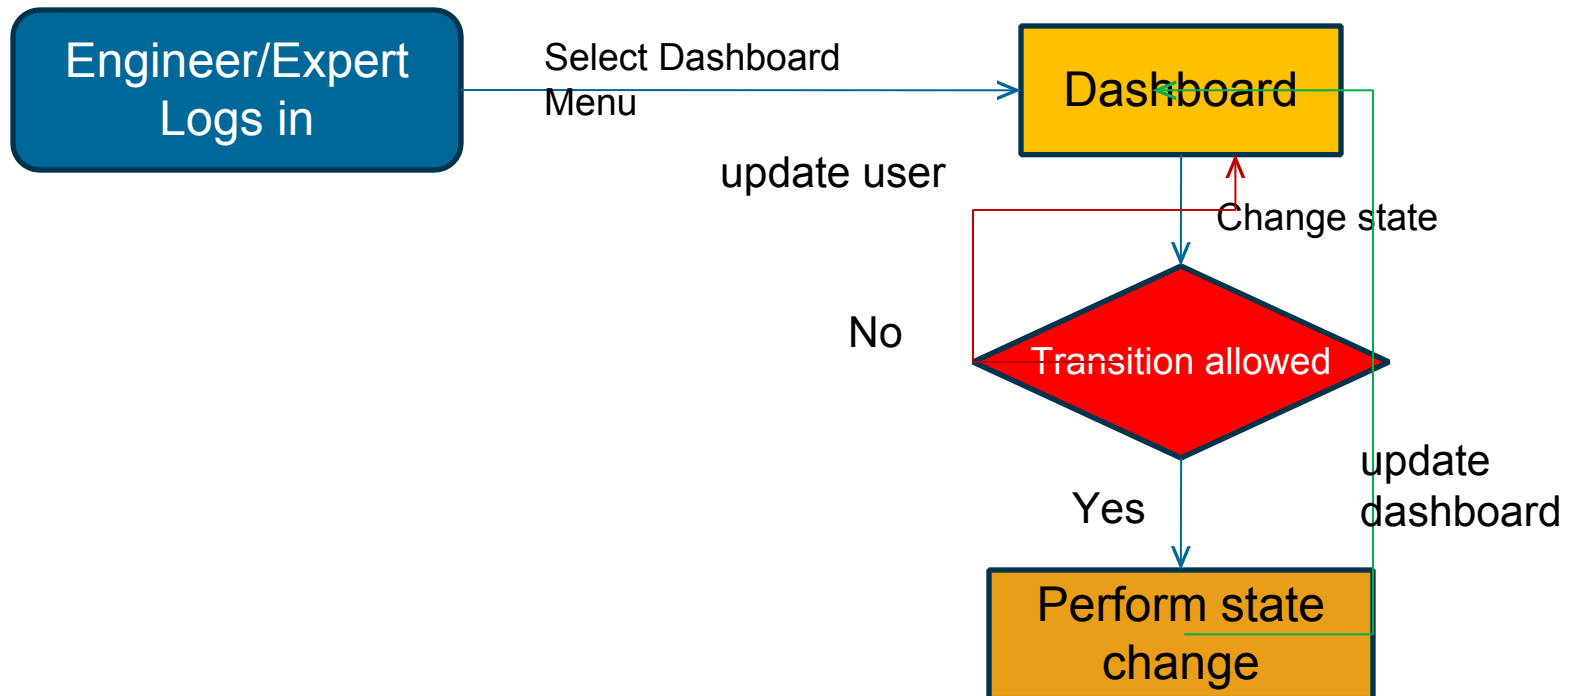 Engineer/Expert
Logs in
Select Dashboard
Menu
Dashboard
update user
Change state
No
Transition allowed
Yes
update
dashboard
Perform state
change